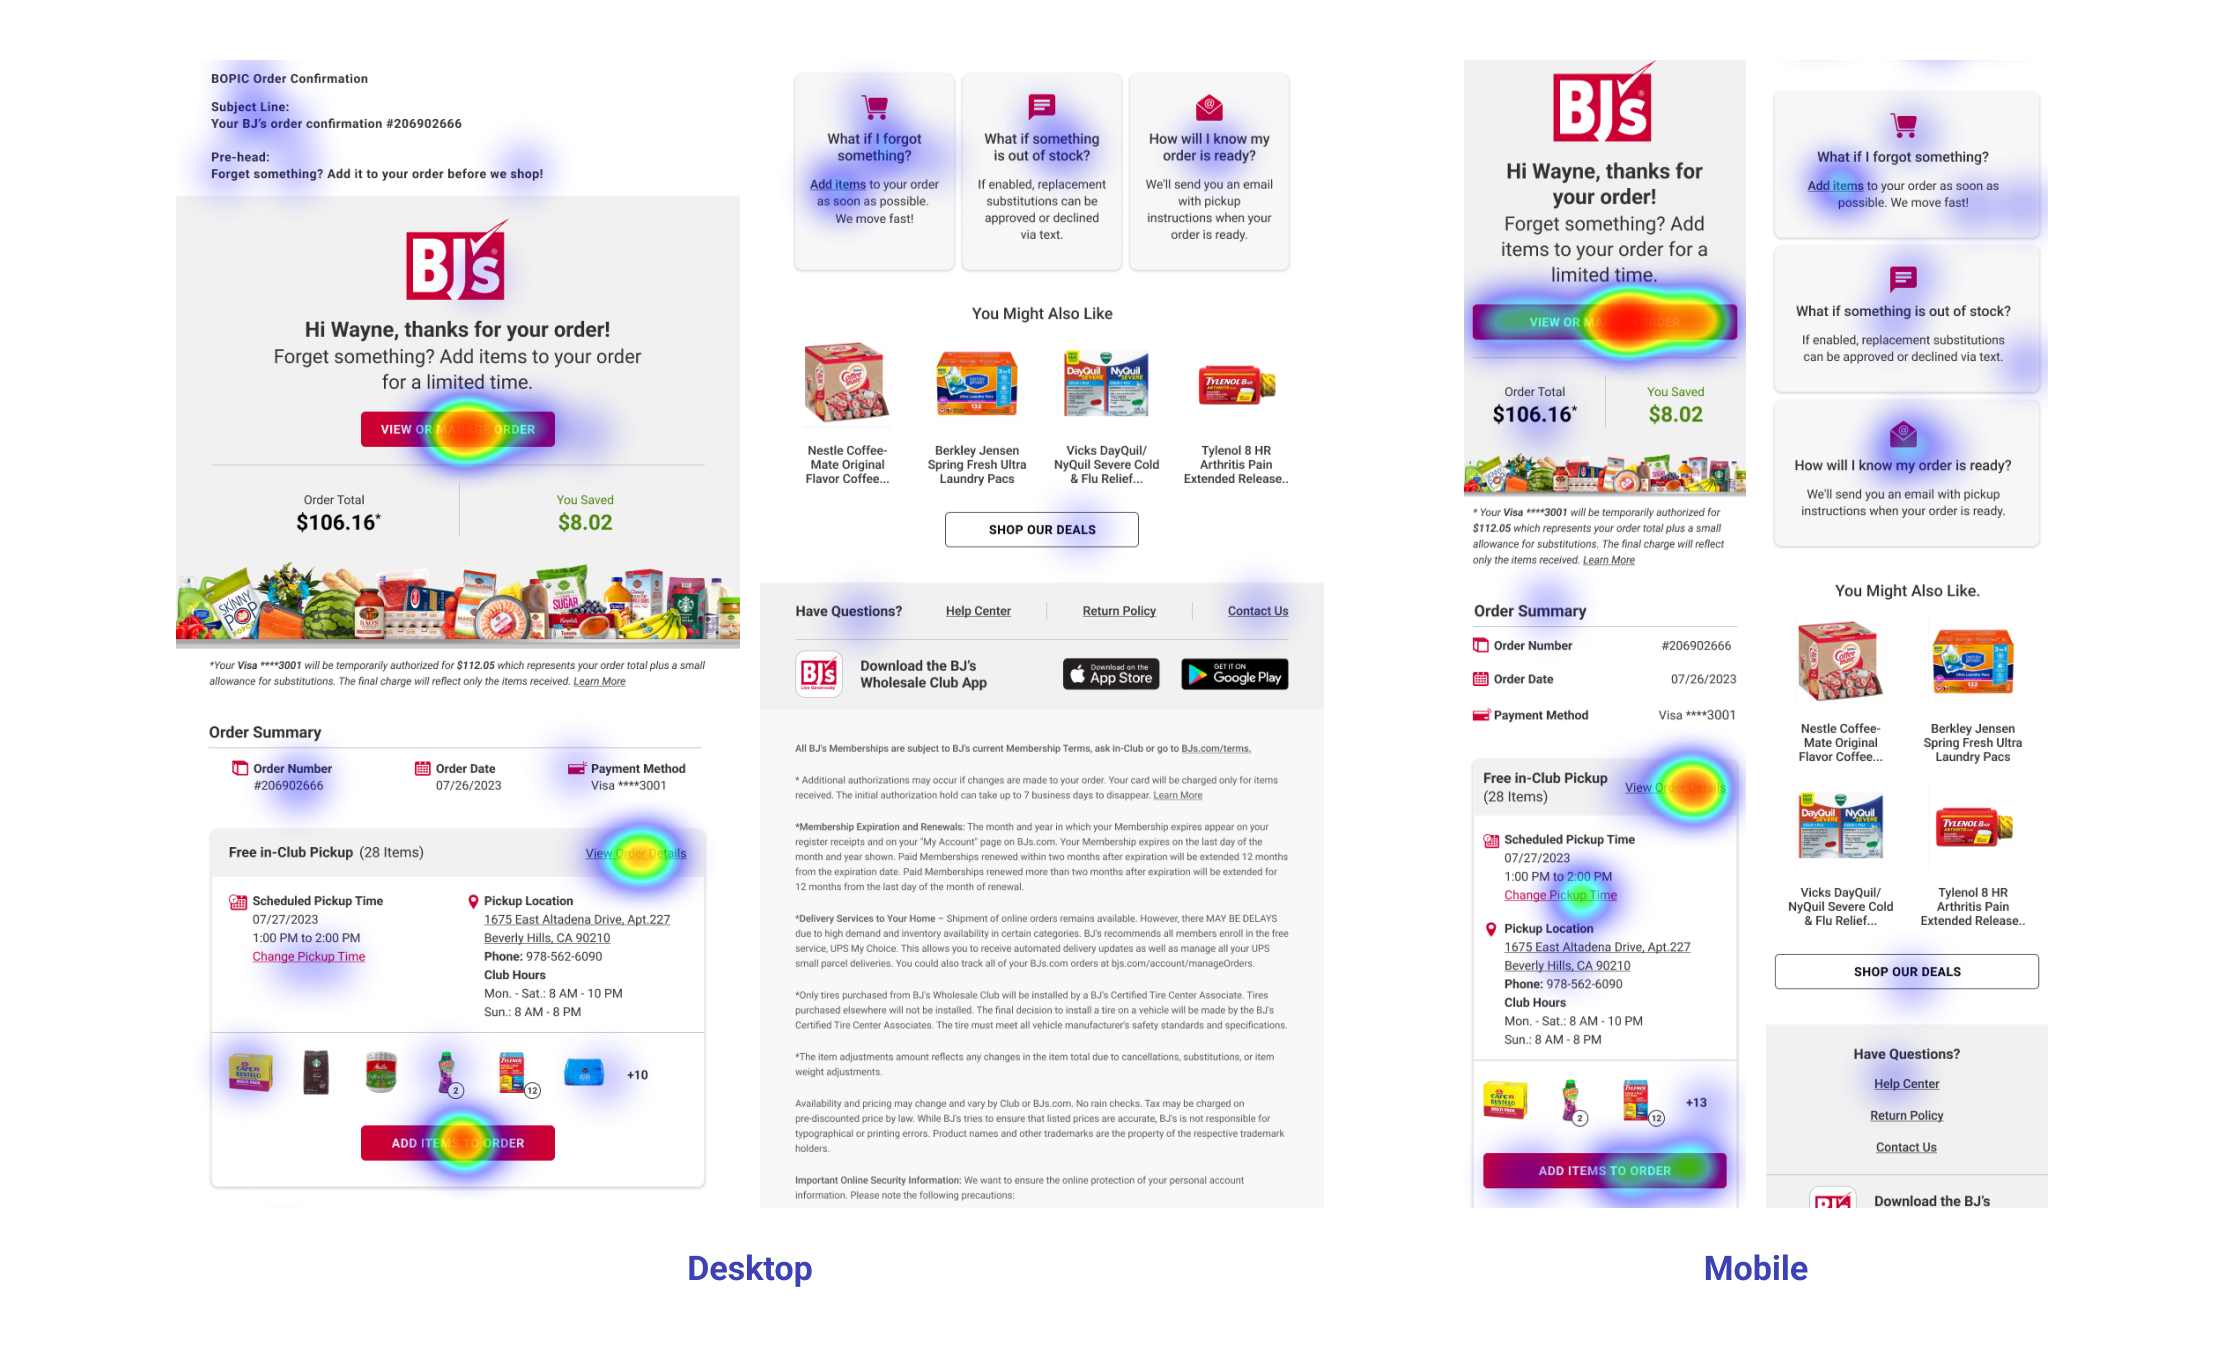 BOPIC Order Confirmation
Subject Line:
Your BJ's order confirmation #206902666
Pre-head:
Forget something? Add it to your order before we shop!
BJ's
Hi Wayne, thanks for your order!
Forget something? Add items to your order
for a limited time.
VIEW OR MANAGE ORDER
Order Total
$106.16*
You Saved
$8.02
SKINNY POP
SUGAR
*Your Visa ****3001 will be temporarily authorized for $112.05 which represents your order total plus a small
allowance for substitutions. The final charge will reflect only the items received. Learn More
Order Summary
Order Number
#206902666
Order Date
07/26/2023
Payment Method
Visa ****3001
Free in-Club Pickup (28 Items)
View Order Details
Scheduled Pickup Time
07/27/2023
1:00 PM to 2:00 PM
Change Pickup Time
Pickup Location
1675 East Altadena Drive, Apt.227
Beverly Hills, CA 90210
Phone: 978-562-6090
Club Hours
Mon. - Sat.: 8 AM - 10 PM
Sun.: 8 AM - 8 PM
2
12
+10
ADD ITEMS TO ORDER
What if I forgot
something?
Add items to your order
as soon as possible.
We move fast!
What if something
is out of stock?
If enabled, replacement
substitutions can be
approved or declined
via text.
How will I know my
order is ready?
We'll send you an email
with pickup
instructions when your
order is ready.
You Might Also Like
Nestle Coffee-
Mate Original
Flavor Coffee...
Berkley Jensen
Spring Fresh Ultra
Laundry Pacs
Vicks DayQuil/
NyQuil Severe Cold
& Flu Relief...
Tylenol 8 HR
Arthritis Pain
Extended Release..
SHOP OUR DEALS
Have Questions?
Help Center
Return Policy
Contact Us
BJ's
Download the BJ's
Wholesale Club App
Download on the
App Store
GET IT ON
Google Play
All BJ's Memberships are subject to BJ's current Membership Terms, ask in-Club or go to BJs.com/terms.
* Additional authorizations may occur if changes are made to your order. Your card will be charged only for items
received. The initial authorization hold can take up to 7 business days to disappear. Learn More
*Membership Expiration and Renewals: The month and year in which your Membership expires appear on your
register receipts and on your "My Account" page on BJs.com. Your Membership expires on the last day of the
month and year shown. Paid Memberships renewed within two months after expiration will be extended 12 months
from the expiration date. Paid Memberships renewed more than two months after expiration will be extended for
12 months from the last day of the month of renewal.
*Delivery Services to Your Home – Shipment of online orders remains available. However, there MAY BE DELAYS
due to high demand and inventory availability in certain categories. BJ's recommends all members enroll in the free
service, UPS My Choice. This allows you to receive automated delivery updates as well as manage all your UPS
small parcel deliveries. You could also track all of your BJs.com orders at bjs.com/account/manageOrders.
*Only tires purchased from BJ's Wholesale Club will be installed by a BJ's Certified Tire Center Associate. Tires
purchased elsewhere will not be installed. The final decision to install a tire on a vehicle will be made by the BJ's
Certified Tire Center Associates. The tire must meet all vehicle manufacturer's safety standards and specifications.
*The item adjustments amount reflects any changes in the item total due to cancellations, substitutions, or item
weight adjustments.
Availability and pricing may change and vary by Club or BJs.com. No rain checks. Tax may be charged on
pre-discounted price by law. While BJ's tries to ensure that listed prices are accurate, BJ's is not responsible for
typographical or printing errors. Product names and other trademarks are the property of the respective trademark
holders.
Important Online Security Information: We want to ensure the online protection of your personal account
information. Please note the following precautions:
Desktop
BJ's
Hi Wayne, thanks for
your order!
Forget something? Add
items to your order for a
limited time.
VIEW OR MANAGE ORDER
Order Total
$106.16*
You Saved
$8.02
* Your Visa ****3001 will be temporarily authorized for
$112.05 which represents your order total plus a small
allowance for substitutions. The final charge will reflect
only the items received. Learn More
Order Summary
Order Number
#206902666
Order Date
07/26/2023
Payment Method
Visa ****3001
Free in-Club Pickup
(28 Items)
View Order Details
Scheduled Pickup Time
07/27/2023
1:00 PM to 2:00 PM
Change Pickup Time
Pickup Location
1675 East Altadena Drive, Apt.227
Beverly Hills, CA 90210
Phone: 978-562-6090
Club Hours
Mon. - Sat.: 8 AM - 10 PM
Sun.: 8 AM - 8 PM
2
12
+13
ADD ITEMS TO ORDER
What if I forgot something?
Add items to your order as soon as
possible. We move fast!
What if something is out of stock?
If enabled, replacement substitutions
can be approved or declined via text.
How will I know my order is ready?
We'll send you an email with pickup
instructions when your order is ready.
You Might Also Like.
Nestle Coffee-
Mate Original
Flavor Coffee...
Berkley Jensen
Spring Fresh Ultra
Laundry Pacs
Vicks DayQuil/
NyQuil Severe Cold
& Flu Relief...
Tylenol 8 HR
Arthritis Pain
Extended Release..
SHOP OUR DEALS
Have Questions?
Help Center
Return Policy
Contact Us
Download the BJ's
Mobile